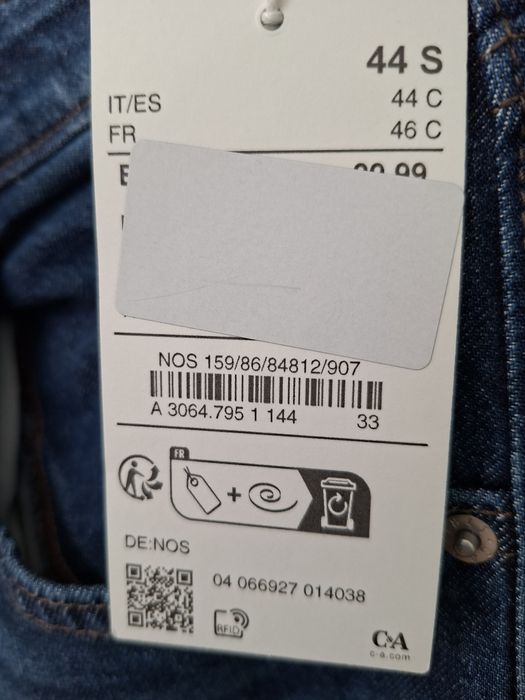 44 S
IT/ES 44 C
FR 46 C
NOS 159/86/84812/907
A 3064.795 1 144 33
FR
+
DE:NOS
04 066927 014038
RFID
C&A
c-a.com